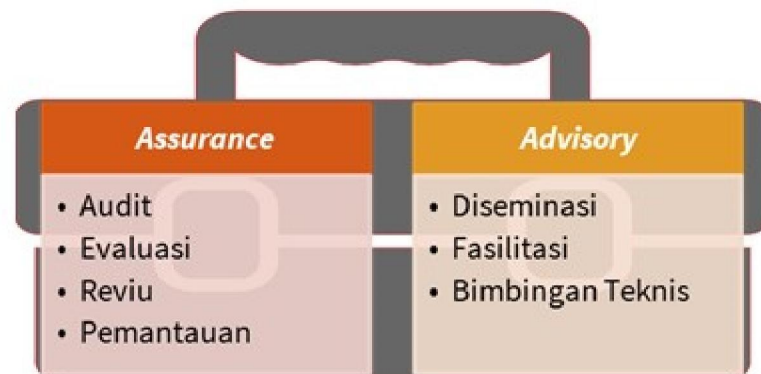 Assurance
• Audit
• Evaluasi
• Reviu
• Pemantauan
Advisory
• Diseminasi
• Fasilitasi
• Bimbingan Teknis